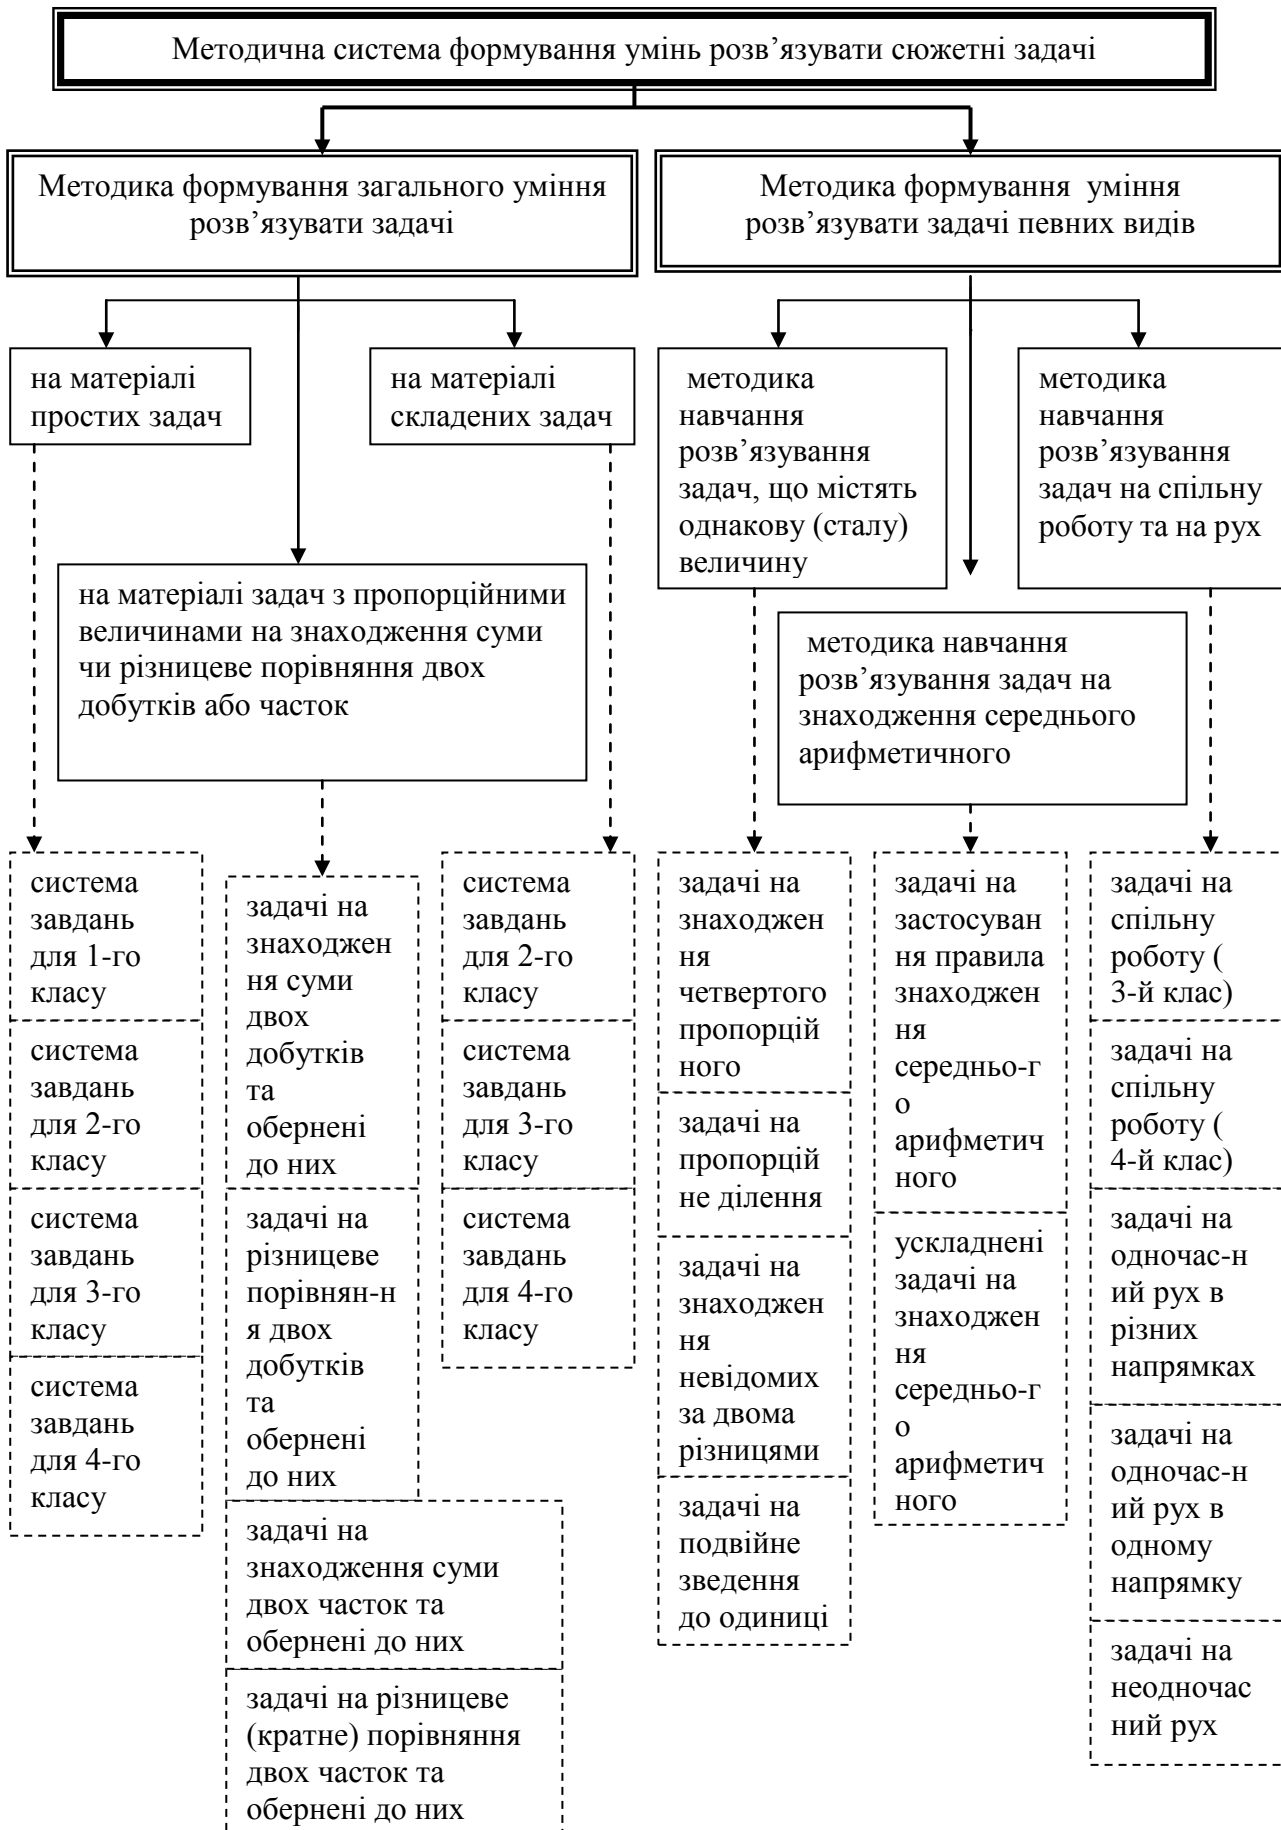 Методична система формування умінь розв’язувати сюжетні задачі
Методика формування загального уміння
розв’язувати задачі
Методика формування уміння
розв’язувати задачі певних видів
на матеріалі
простих задач
на матеріалі
складених задач
методика
навчання
розв’язування
задач, що містять
однакову (сталу)
величину
методика
навчання
розв’язування
задач на спільну
роботу та на рух
на матеріалі задач з пропорційними
величинами на знаходження суми
чи різницеве порівняння двох
добутків або часток
методика навчання
розв’язування задач на
знаходження середнього
арифметичного
система
завдань
для 1-го
класу
система
завдань
для 2-го
класу
система
завдань
для 3-го
класу
система
завдань
для 4-го
класу
задачі на
знаходжен
ня суми
двох
добутків
та
обернені
до них
задачі на
різницеве
порівнян-н
я двох
добутків
та
обернені
до них
задачі на
знаходження суми
двох часток та
обернені до них
задачі на різницеве
(кратне) порівняння
двох часток та
обернені до них
система
завдань
для 2-го
класу
система
завдань
для 3-го
класу
система
завдань
для 4-го
класу
задачі на
знаходжен
ня
четвертого
пропорцій
ного
задачі на
пропорцій
не ділення
задачі на
знаходжен
ня
невідомих
за двома
різницями
задачі на
подвійне
зведення
до одиниці
задачі на
застосуван
ня правила
знаходжен
ня
середньо-г
о
арифметич
ного
ускладнені
задачі на
знаходжен
ня
середньо-г
о
арифметич
ного
задачі на
спільну
роботу (
3-й клас)
задачі на
спільну
роботу (
4-й клас)
задачі на
одночас-н
ий рух в
різних
напрямках
задачі на
одночас-н
ий рух в
одному
напрямку
задачі на
неодночас
ний рух